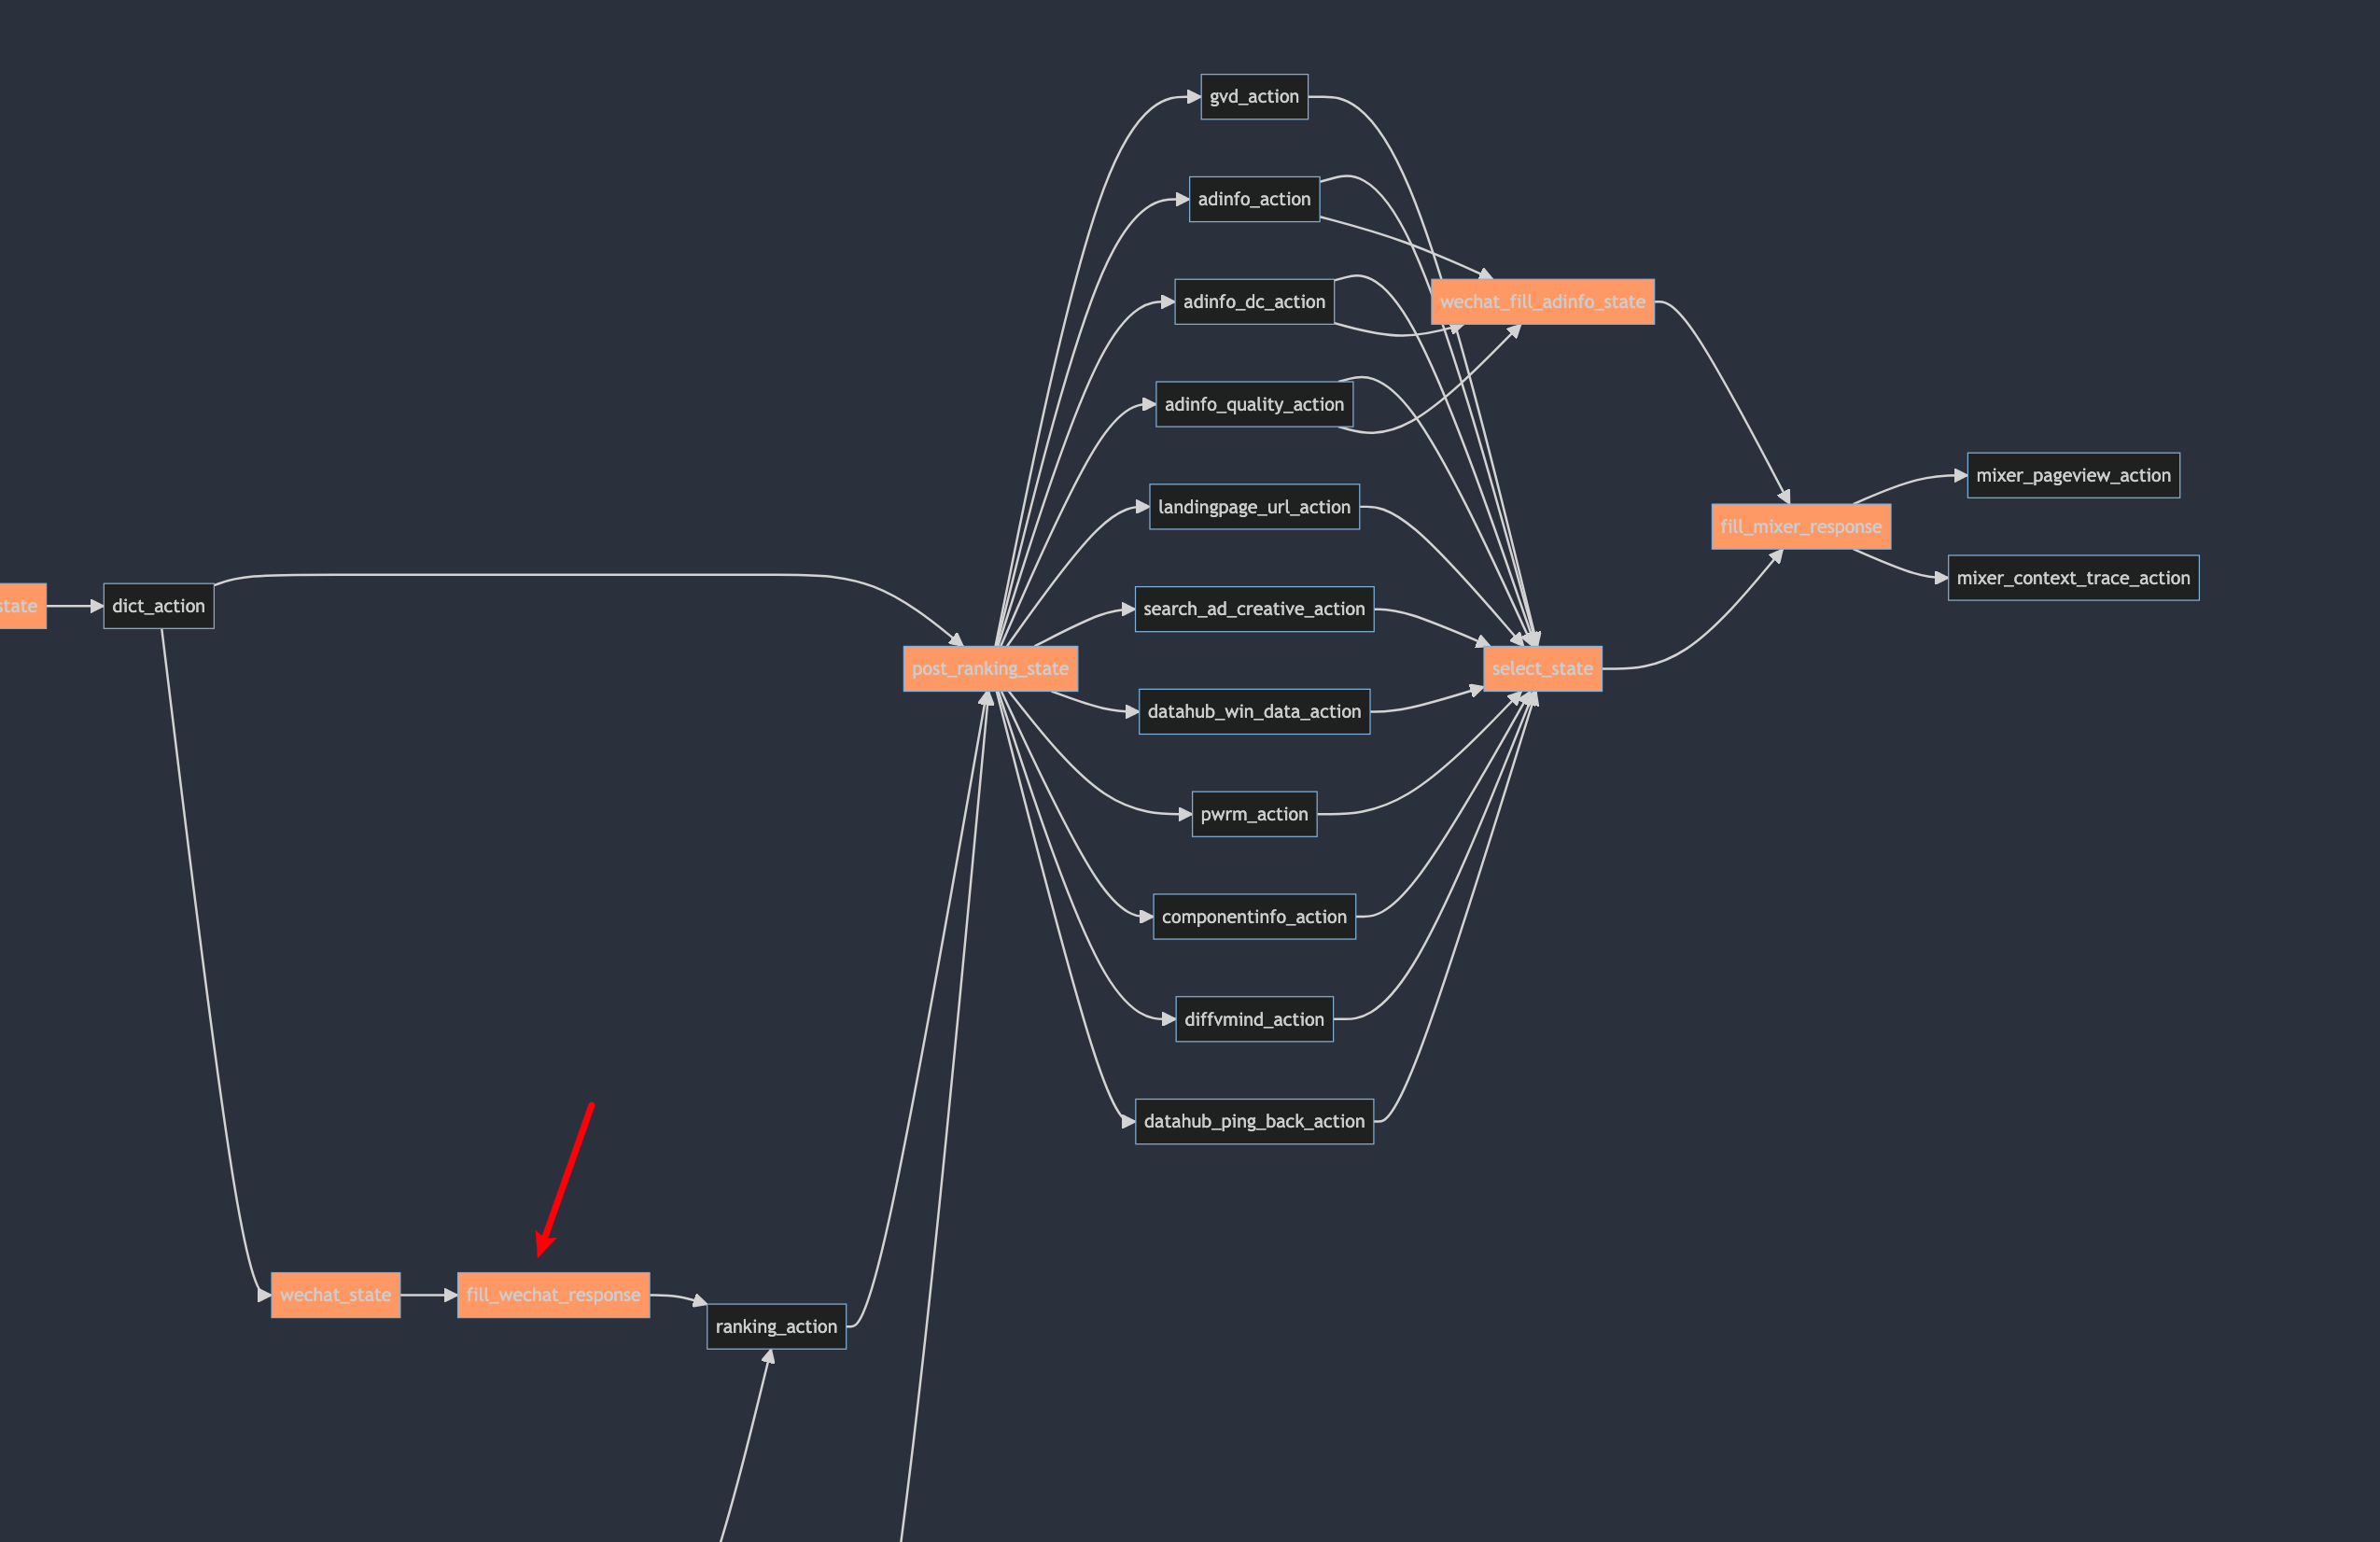 gvd_action
adinfo_action
adinfo_dc_action
wechat_fill_adinfo_state
adinfo_quality_action
mixer_pageview_action
landingpage_url_action
fill_mixer_response
mixer_context_trace_action
state
dict_action
search_ad_creative_action
post_ranking_state
select_state
datahub_win_data_action
pwrm_action
componentinfo_action
diffvmind_action
datahub_ping_back_action
wechat_state
fill_wechat_response
ranking_action